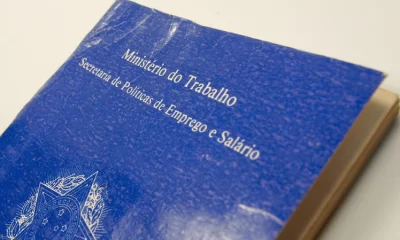 Ministério do Trabalho
Secretaria de Políticas de Emprego e Salário